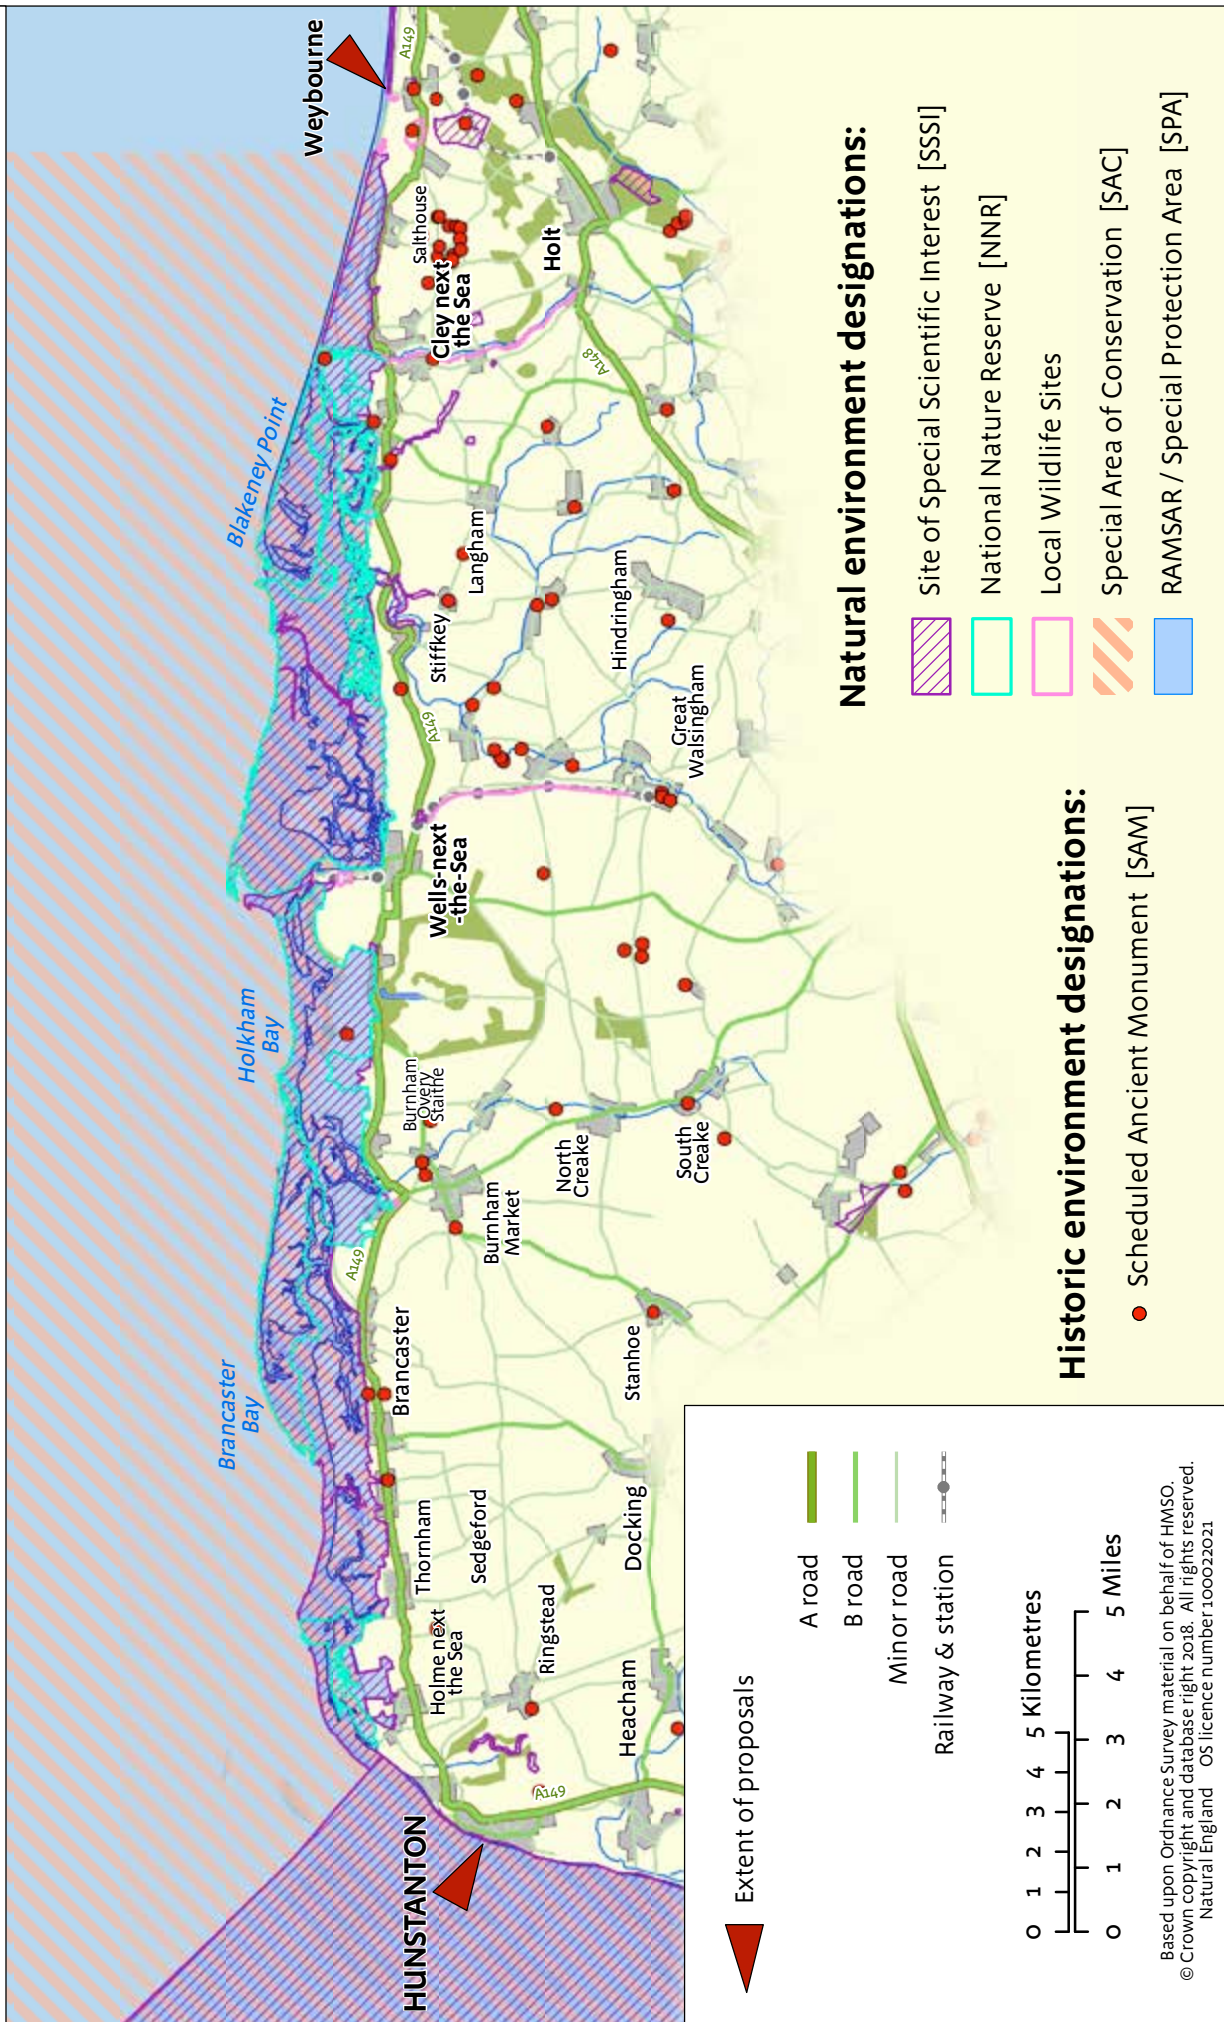 Weybourne
A149
Salthouse
Cley next
the Sea
Holt
A148
Blakeney Point
Langham
Stiffkey
Hindringham
A149
Great
Walsingham
Wells-next
-the-Sea
Holkham
Bay
Burnham
Overy
Staithe
North
Creake
South
Creake
Burnham
Market
A149
Brancaster
Bay
Brancaster
Stanhoe
Thornham
Sedgeford
Docking
Holme next
the Sea
Ringstead
Heacham
A149
HUNSTANTON
Natural environment designations:
Site of Special Scientific Interest [SSSI]
National Nature Reserve [NNR]
Local Wildlife Sites
Special Area of Conservation [SAC]
RAMSAR / Special Protection Area [SPA]
Historic environment designations:
Scheduled Ancient Monument [SAM]
Extent of proposals
A road
B road
Minor road
Railway & station
0 1 2 3 4 5 Kilometres
0 1 2 3 4 5 Miles
Based upon Ordnance Survey material on behalf of HMSO.
© Crown copyright and database right 2018. All rights reserved.
Natural England OS licence number 100022021